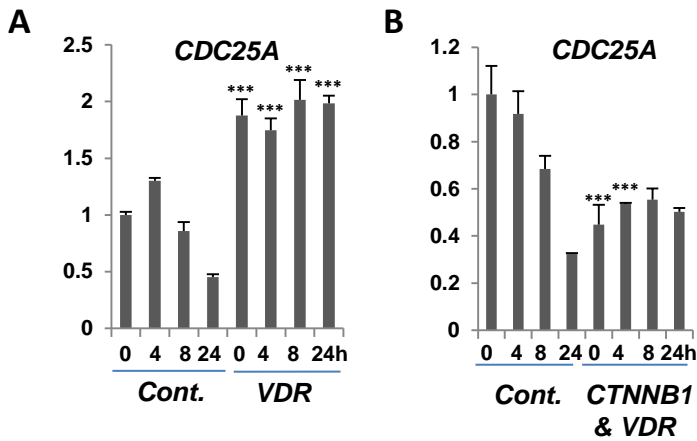 A
CDC25A
2.5
2
1.5
1
0.5
0
*** *** *** ***
0 4 8 24 0 4 8 24h
Cont. VDR
B
CDC25A
1.2
1
0.8
0.6
0.4
0.2
0
*** ***
0 4 8 24 0 4 8 24h
Cont. CTNNB1
& VDR